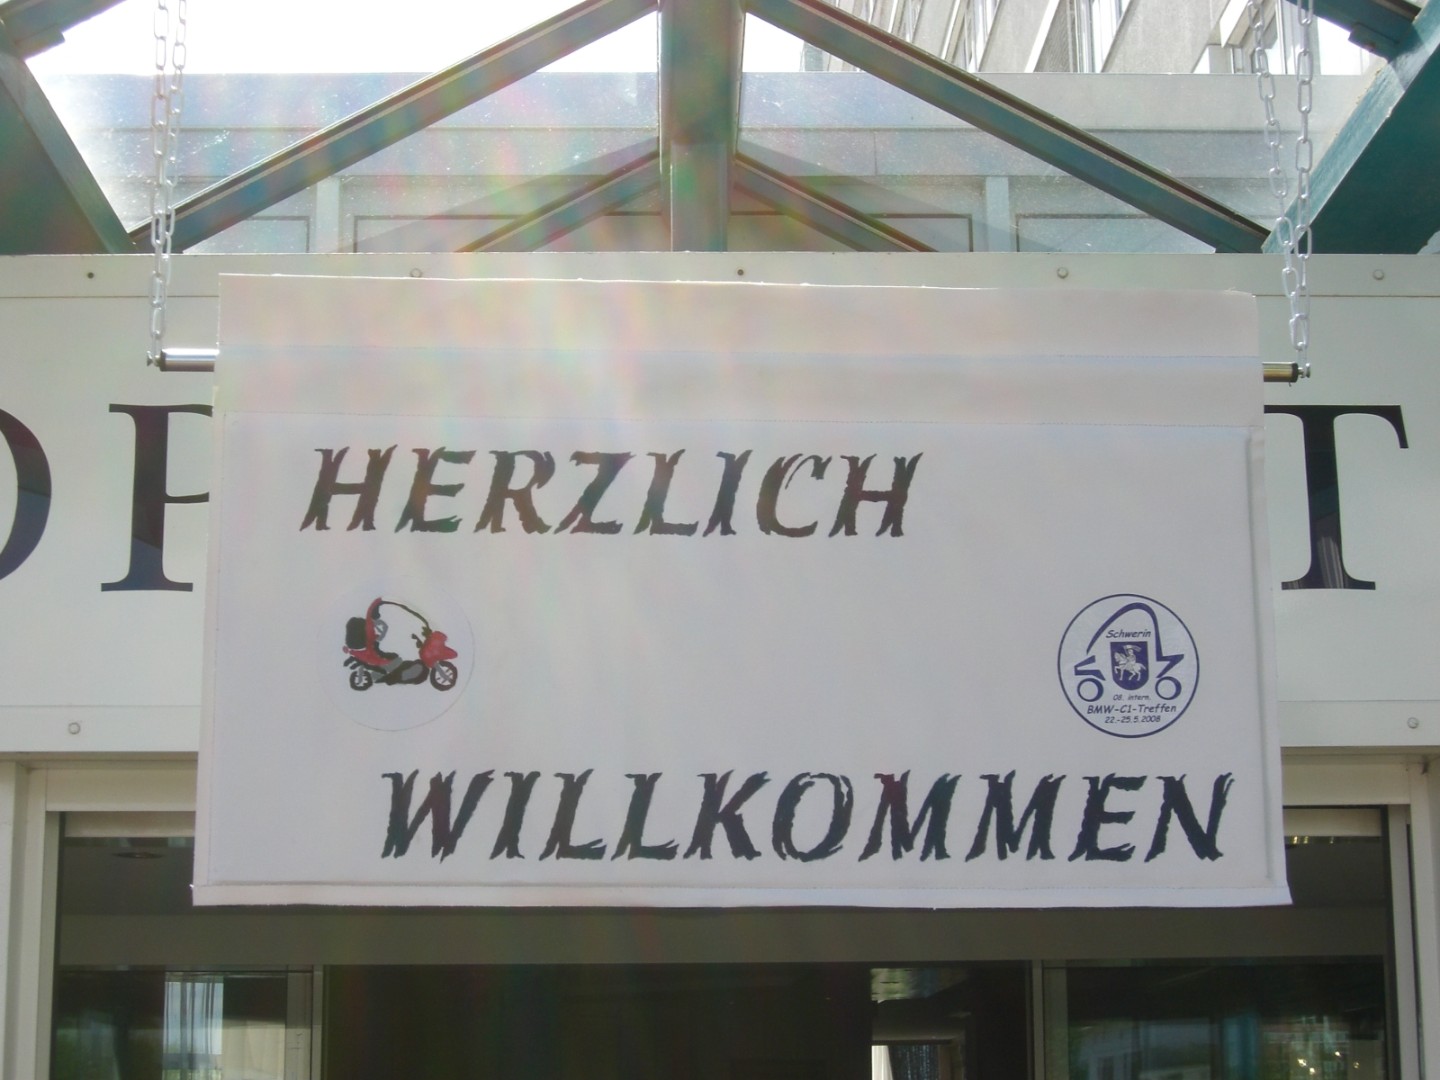 HERZLICH
Schwerin
08. intern.
BMW-C1-Treffen
22.-25.5.2008
WILLKOMMEN